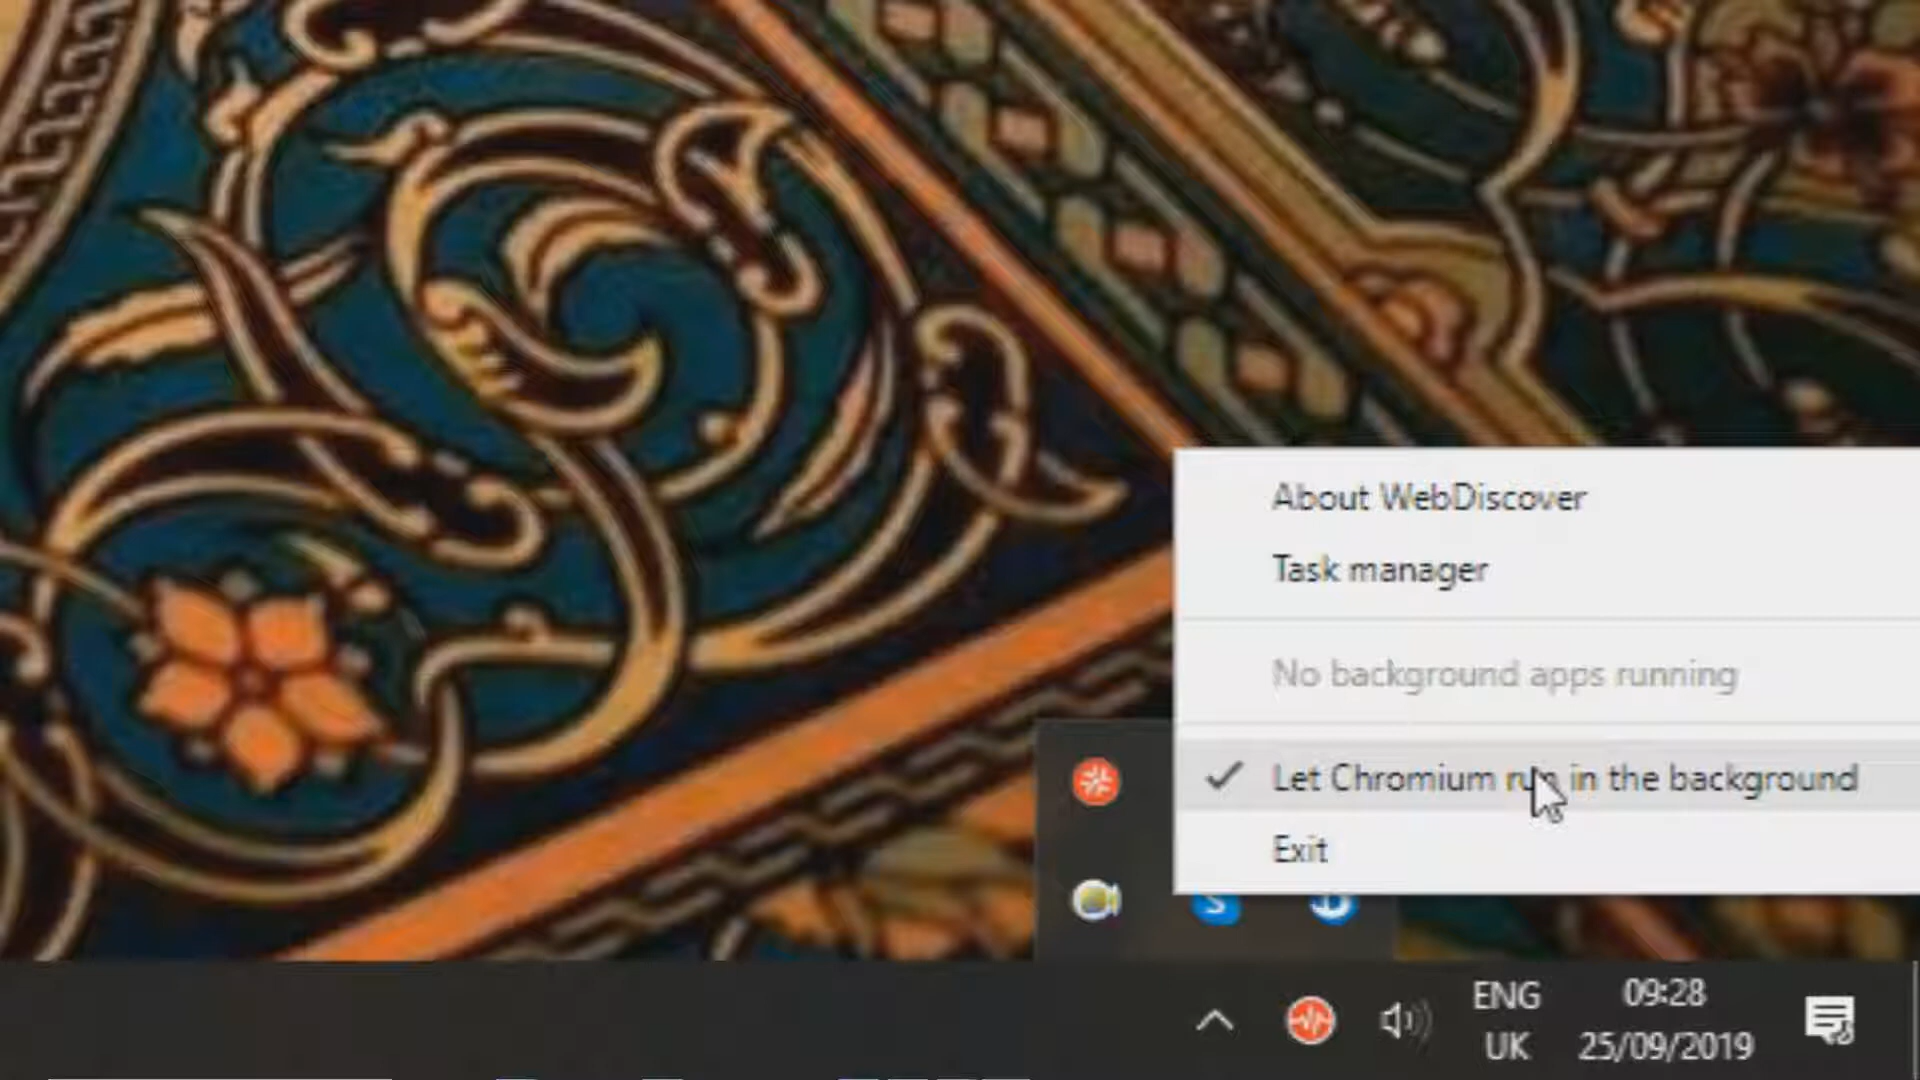 About WebDiscover
Task manager
No background apps running
Let Chromium run in the background
Exit
ENG
UK
09:28
25/09/2019